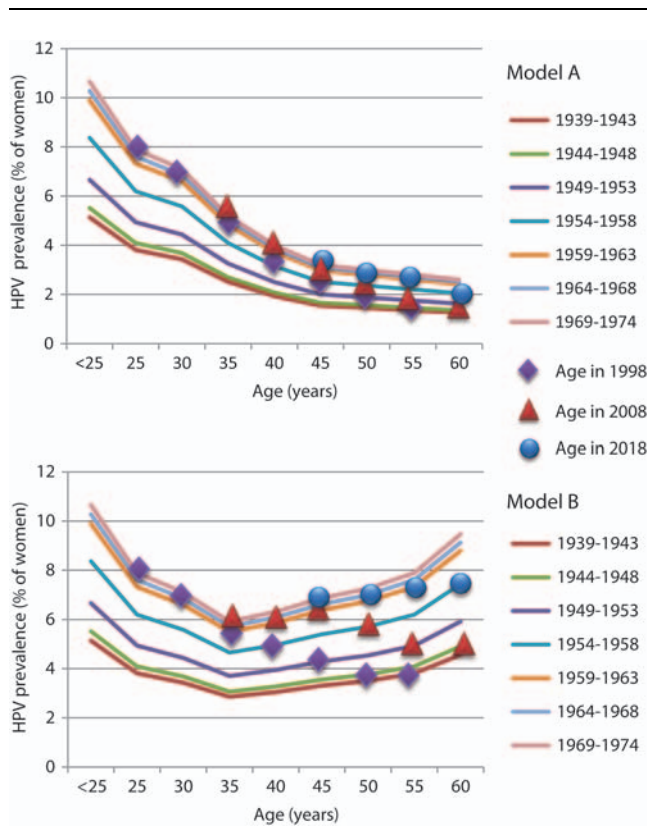 12
10
8
6
4
2
0
HPV prevalence (% of women)
<25 25 30 35 40 45 50 55 60
Age (years)
Model A
1939-1943
1944-1948
1949-1953
1954-1958
1959-1963
1964-1968
1969-1974
Age in 1998
Age in 2008
Age in 2018
12
10
8
6
4
2
0
HPV prevalence (% of women)
<25 25 30 35 40 45 50 55 60
Age (years)
Model B
1939-1943
1944-1948
1949-1953
1954-1958
1959-1963
1964-1968
1969-1974